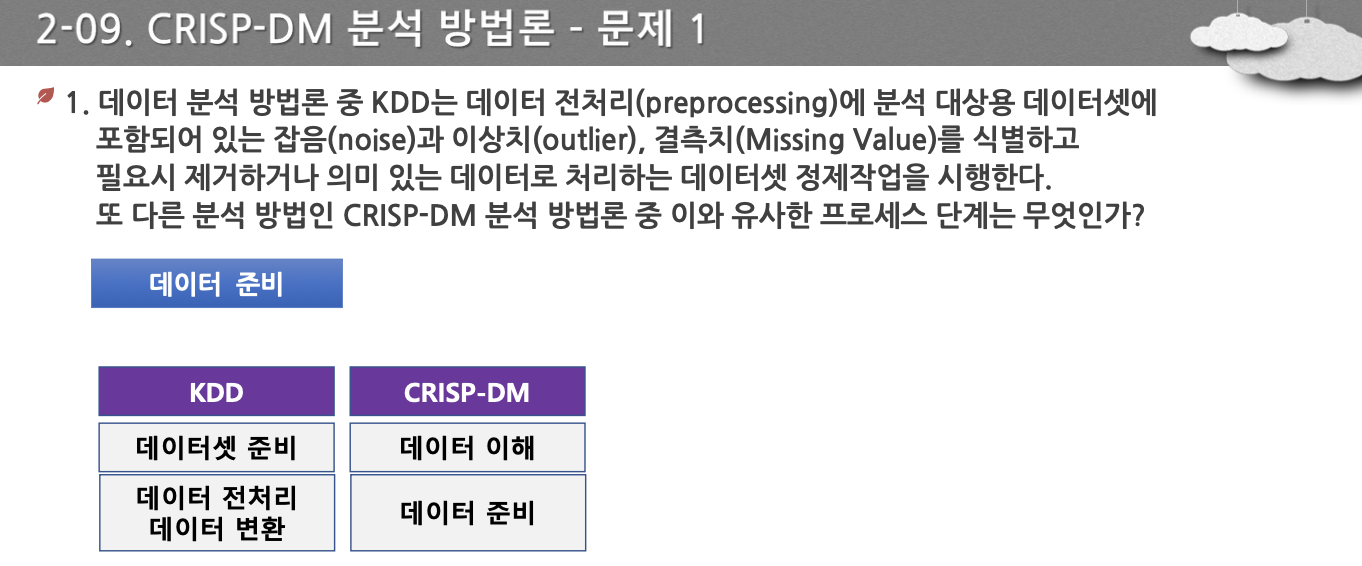 2-09. CRISP-DM 분석 방법론 - 문제 1
1. 데이터 분석 방법론 중 KDD는 데이터 전처리(preprocessing)에 분석 대상용 데이터셋에
포함되어 있는 잡음(noise)과 이상치(outlier), 결측치(Missing Value)를 식별하고
필요시 제거하거나 의미 있는 데이터로 처리하는 데이터셋 정제작업을 시행한다.
또 다른 분석 방법인 CRISP-DM 분석 방법론 중 이와 유사한 프로세스 단계는 무엇인가?
데이터 준비
KDD CRISP-DM
데이터셋 준비 데이터 이해
데이터 전처리
데이터 변환 데이터 준비